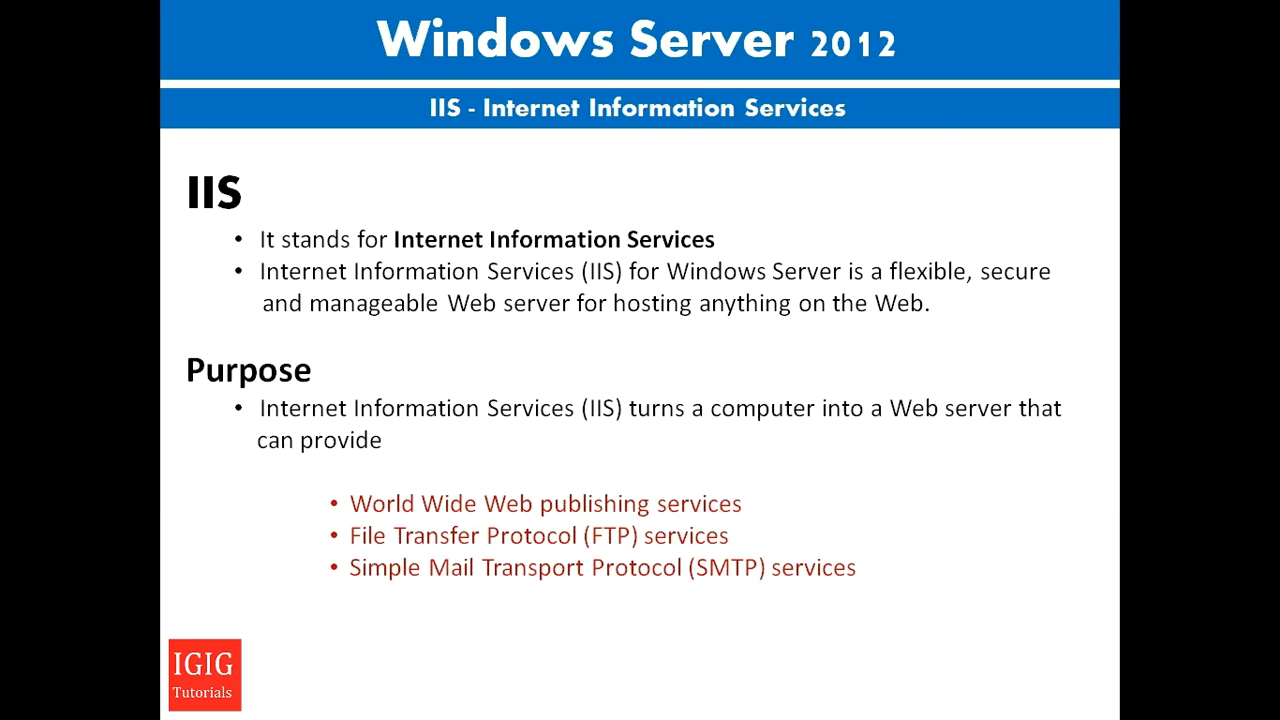 Windows Server 2012
IIS - Internet Information Services
IIS
• It stands for Internet Information Services
• Internet Information Services (IIS) for Windows Server is a flexible, secure
and manageable Web server for hosting anything on the Web.
Purpose
• Internet Information Services (IIS) turns a computer into a Web server that
can provide
• World Wide Web publishing services
• File Transfer Protocol (FTP) services
• Simple Mail Transport Protocol (SMTP) services
IGIG
Tutorials